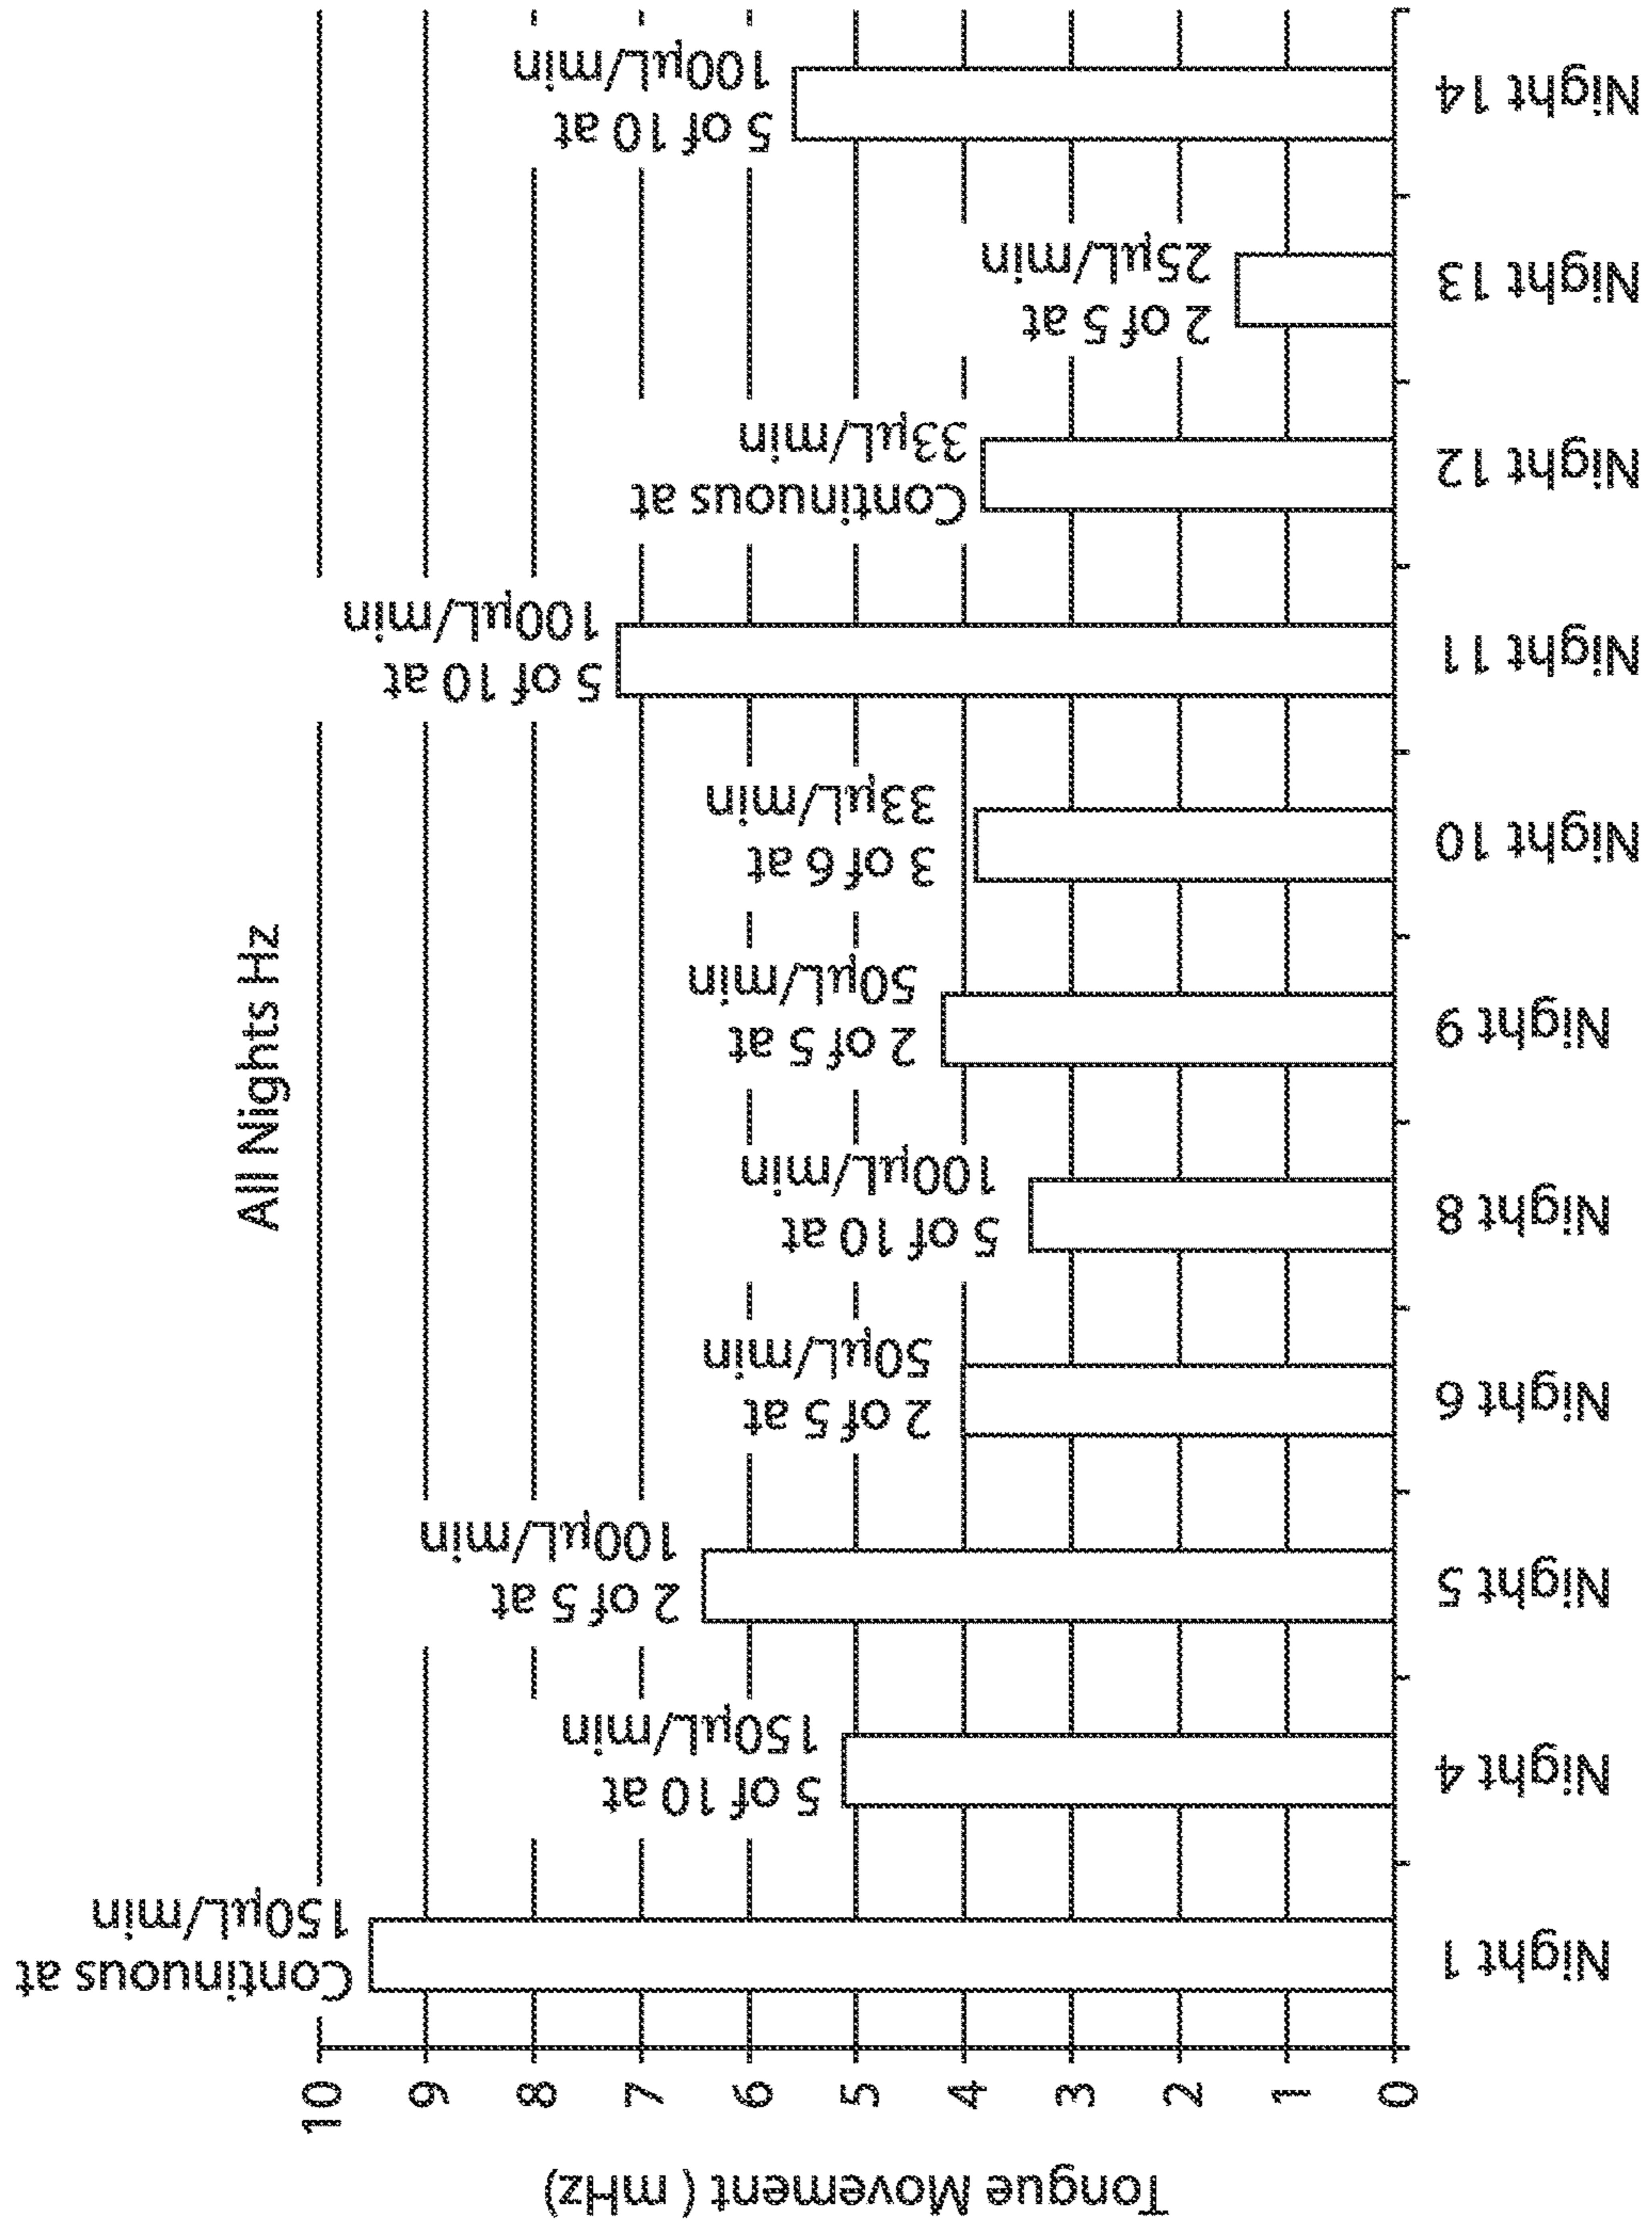 All Nights Hz
Tongue Movement ( mHz)
10
9
8
7
6
5
4
3
2
1
0
Continuous at
150µL/min
5 of 10 at
150µL/min
2 of 5 at
100µL/min
2 of 5 at
50µL/min
5 of 10 at
100µL/min
2 of 5 at
50µL/min
3 of 6 at
33µL/min
5 of 10 at
100µL/min
Continuous at
33µL/min
2 of 5 at
25µL/min
5 of 10 at
100µL/min
Night 1
Night 4
Night 5
Night 6
Night 8
Night 9
Night 10
Night 11
Night 12
Night 13
Night 14